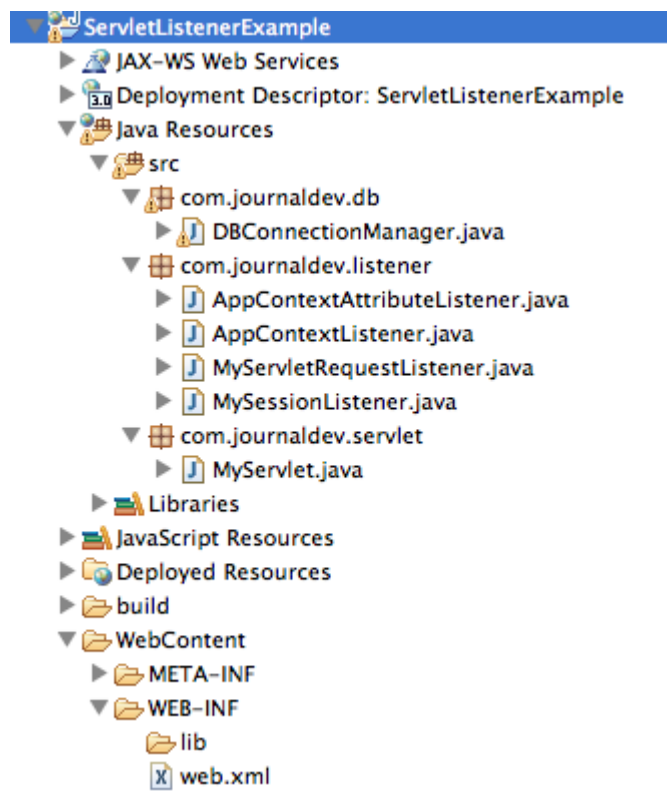 ServletListenerExample
JAX-WS Web Services
3.0 Deployment Descriptor: ServletListenerExample
Java Resources
src
com.journaldev.db
J DBConnectionManager.java
com.journaldev.listener
J AppContextAttributeListener.java
J AppContextListener.java
J MyServletRequestListener.java
J MySessionListener.java
com.journaldev.servlet
J MyServlet.java
Libraries
JavaScript Resources
Deployed Resources
build
WebContent
META-INF
WEB-INF
lib
X web.xml